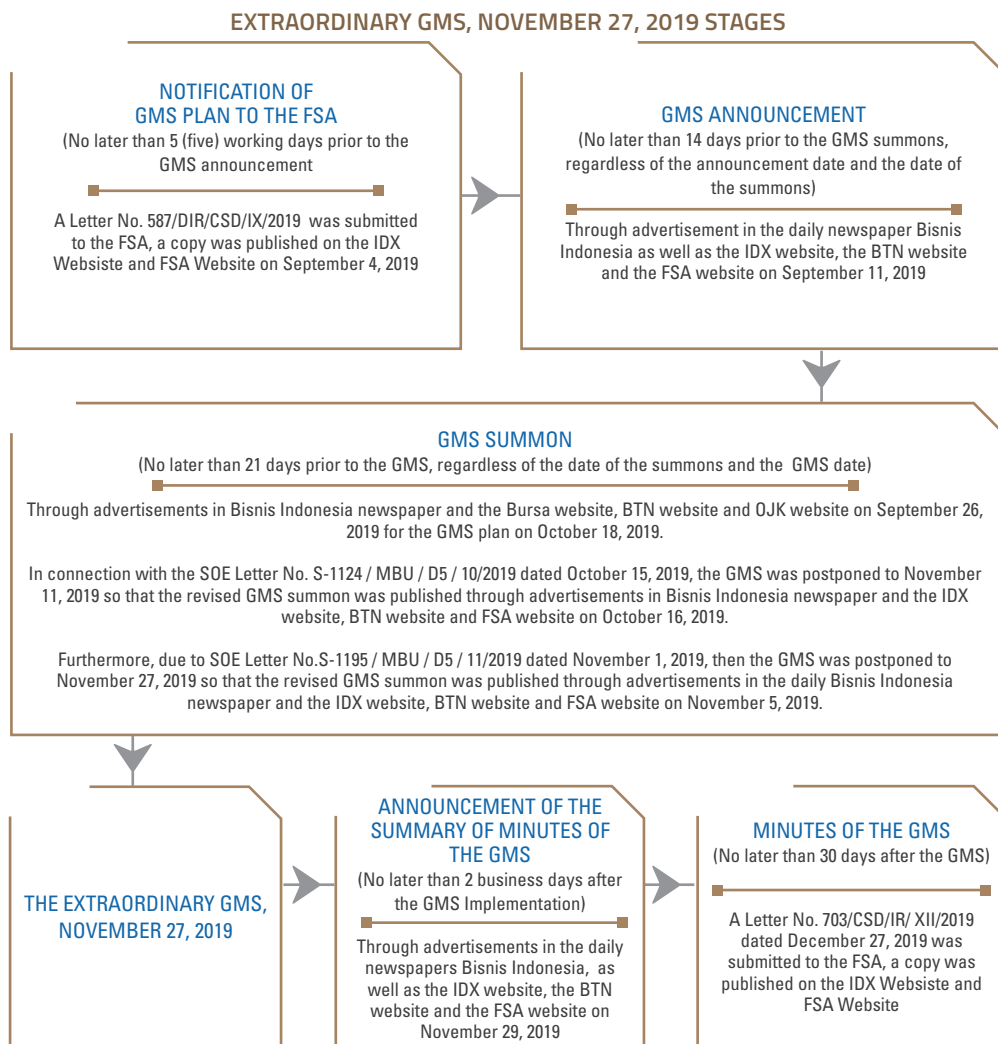 EXTRAORDINARY GMS, NOVEMBER 27, 2019 STAGES
NOTIFICATION OF
GMS PLAN TO THE FSA
(No later than 5 (five) working days prior to the
GMS announcement
A Letter No. 587/DIR/CSD/IX/2019 was submitted
to the FSA, a copy was published on the IDX
Websiste and FSA Website on September 4, 2019
GMS ANNOUNCEMENT
(No later than 14 days prior to the GMS summons,
regardless of the announcement date and the date of
the summons)
Through advertisement in the daily newspaper Bisnis
Indonesia as well as the IDX website, the BTN website
and the FSA website on September 11, 2019
GMS SUMMON
(No later than 21 days prior to the GMS, regardless of the date of the summons and the GMS date)
Through advertisements in Bisnis Indonesia newspaper and the Bursa website, BTN website and OJK website on September 26,
2019 for the GMS plan on October 18, 2019.
In connection with the SOE Letter No. S-1124 / MBU / D5 / 10/2019 dated October 15, 2019, the GMS was postponed to November
11, 2019 so that the revised GMS summon was published through advertisements in Bisnis Indonesia newspaper and the IDX
website, BTN website and FSA website on October 16, 2019.
Furthermore, due to SOE Letter No.S-1195 / MBU / D5 / 11/2019 dated November 1, 2019, then the GMS was postponed to
November 27, 2019 so that the revised GMS summon was published through advertisements in the daily Bisnis Indonesia
newspaper and the IDX website, BTN website and FSA website on November 5, 2019.
THE EXTRAORDINARY GMS,
NOVEMBER 27, 2019
ANNOUNCEMENT OF THE
SUMMARY OF MINUTES OF
THE GMS
(No later than 2 business days after
the GMS Implementation)
Through advertisements in the daily
newspapers Bisnis Indonesia, as
well as the IDX website, the BTN
website and the FSA website on
November 29, 2019
MINUTES OF THE GMS
(No later than 30 days after the GMS)
A Letter No. 703/CSD/IR/ XII/2019
dated December 27, 2019 was
submitted to the FSA, a copy was
published on the IDX Websiste and
FSA Website